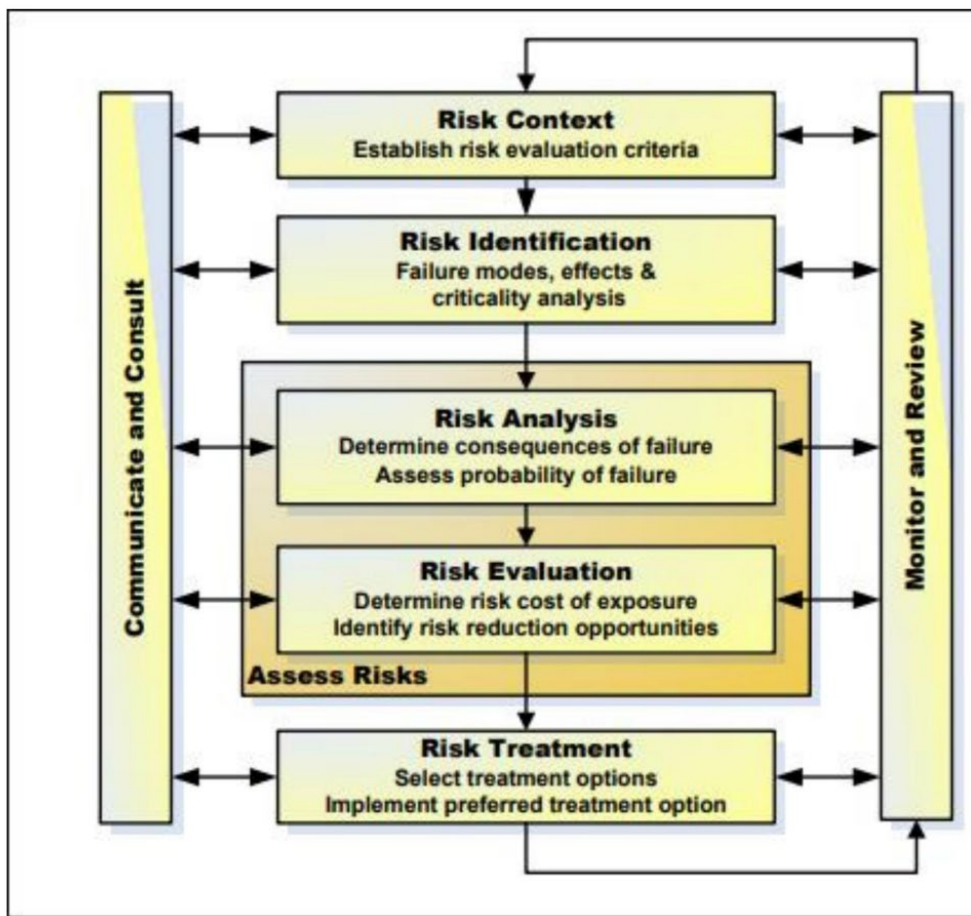 Risk Context
Establish risk evaluation criteria
Risk Identification
Failure modes, effects &
criticality analysis
Communicate and Consult
Monitor and Review
Risk Analysis
Determine consequences of failure
Assess probability of failure
Risk Evaluation
Determine risk cost of exposure
Identify risk reduction opportunities
Assess Risks
Risk Treatment
Select treatment options
Implement preferred treatment option